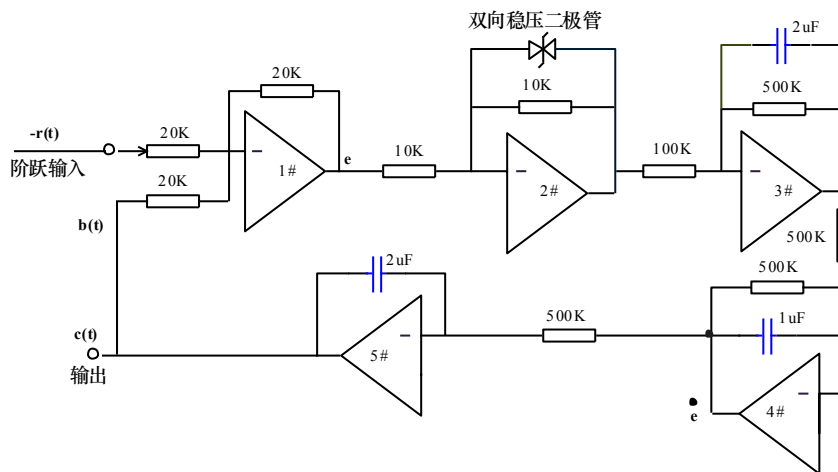 双向稳压二极管
2uF
20K
10K
500K
-r(t)
20K
阶跃输入
1#
e
10K
2#
100K
3#
20K
b(t)
500K
2uF
500K
500K
1uF
c(t)
输出
5#
4#
e